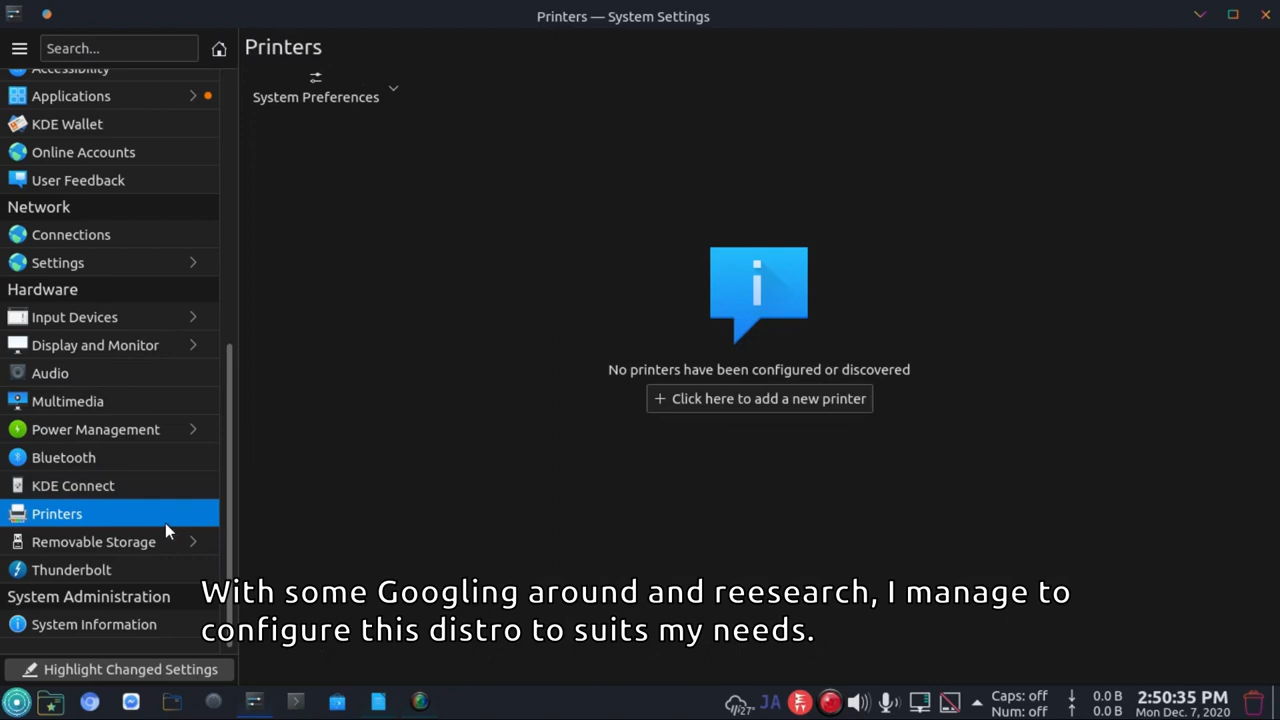 Printers — System Settings
Search...
Printers
System Preferences
Accessibility
Applications
KDE Wallet
Online Accounts
User Feedback
Network
Connections
Settings
Hardware
Input Devices
Display and Monitor
Audio
Multimedia
Power Management
Bluetooth
KDE Connect
Printers
Removable Storage
Thunderbolt
System Administration
System Information
Highlight Changed Settings
No printers have been configured or discovered
+ Click here to add a new printer
With some Googling around and reesearch, I manage to
configure this distro to suits my needs.
27°
JA
Caps: off
Num: off
↓ 0.0 B
↑ 0.0 B
2:50:35 PM
Mon Dec. 7, 2020